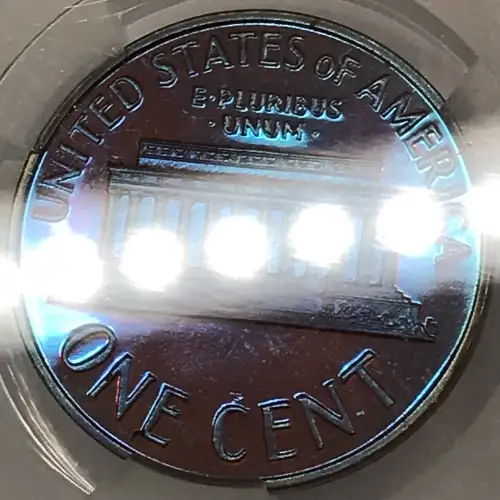 UNITED STATES OF AMERICA
E·PLURIBUS
·UNUM·
ONE CENT